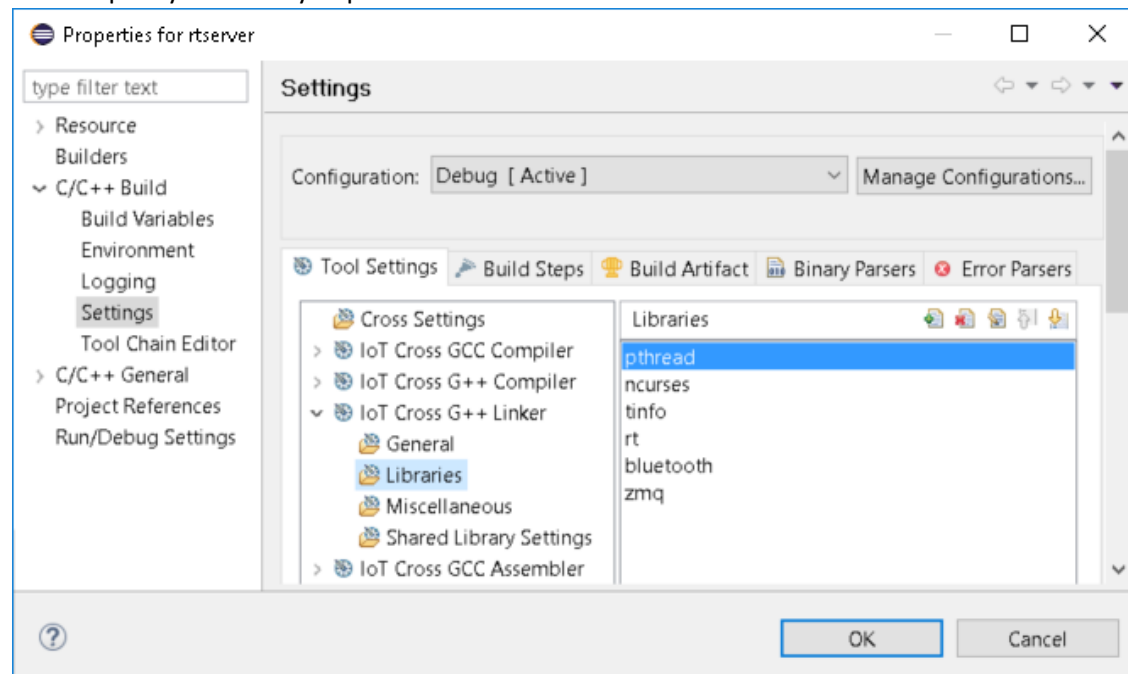 Properties for rtserver
type filter text
Resource
Builders
C/C++ Build
Build Variables
Environment
Logging
Settings
Tool Chain Editor
C/C++ General
Project References
Run/Debug Settings
Settings
Configuration: Debug [ Active ]
Manage Configurations...
Tool Settings Build Steps Build Artifact Binary Parsers Error Parsers
Cross Settings
IoT Cross GCC Compiler
IoT Cross G++ Compiler
IoT Cross G++ Linker
General
Libraries
Miscellaneous
Shared Library Settings
IoT Cross GCC Assembler
Libraries
pthread
ncurses
tinfo
rt
bluetooth
zmq
OK
Cancel